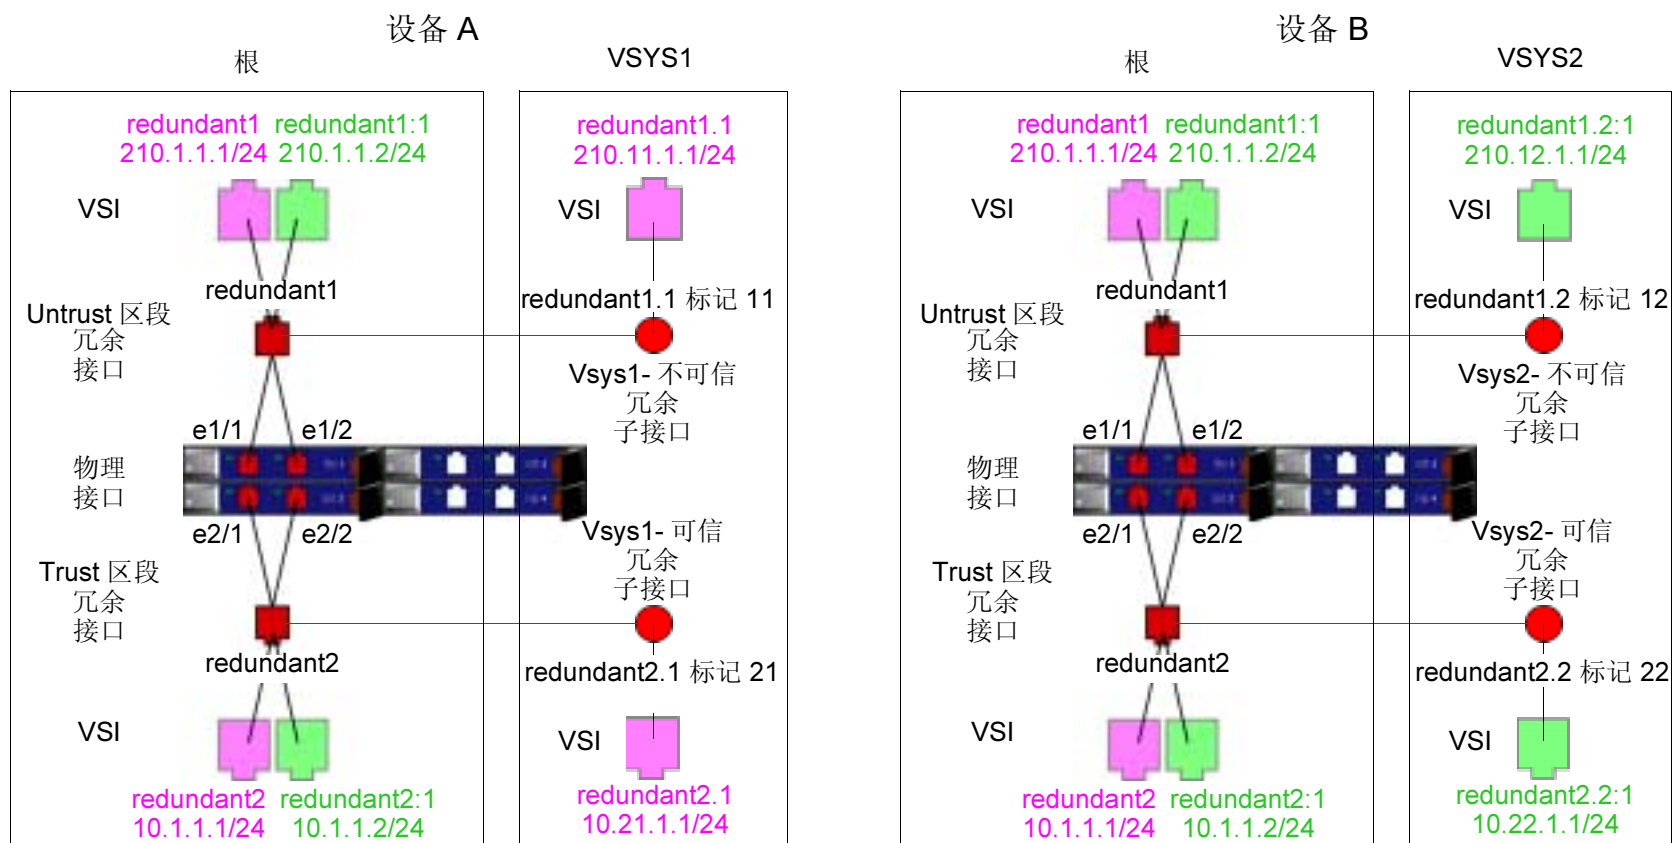 设备 A
根
VSYS1
redundant1 redundant1:1
210.1.1.1/24 210.1.1.2/24
redundant1.1
210.11.1.1/24
VSI
VSI
redundant1
redundant1.1 标记 11
Untrust 区段
冗余
接口
Vsys1- 不可信
冗余
子接口
e1/1 e1/2
物理
接口
e2/1 e2/2
Vsys1- 可信
冗余
子接口
Trust 区段
冗余
接口
redundant2
redundant2.1 标记 21
VSI
VSI
redundant2 redundant2:1
10.1.1.1/24 10.1.1.2/24
redundant2.1
10.21.1.1/24
设备 B
根
VSYS2
redundant1 redundant1:1
210.1.1.1/24 210.1.1.2/24
redundant1.2:1
210.12.1.1/24
VSI
VSI
redundant1
redundant1.2 标记 12
Untrust 区段
冗余
接口
Vsys2- 不可信
冗余
子接口
e1/1 e1/2
物理
接口
e2/1 e2/2
Vsys2- 可信
冗余
子接口
Trust 区段
冗余
接口
redundant2
redundant2.2 标记 22
VSI
VSI
redundant2 redundant2:1
10.1.1.1/24 10.1.1.2/24
redundant2.2:1
10.22.1.1/24